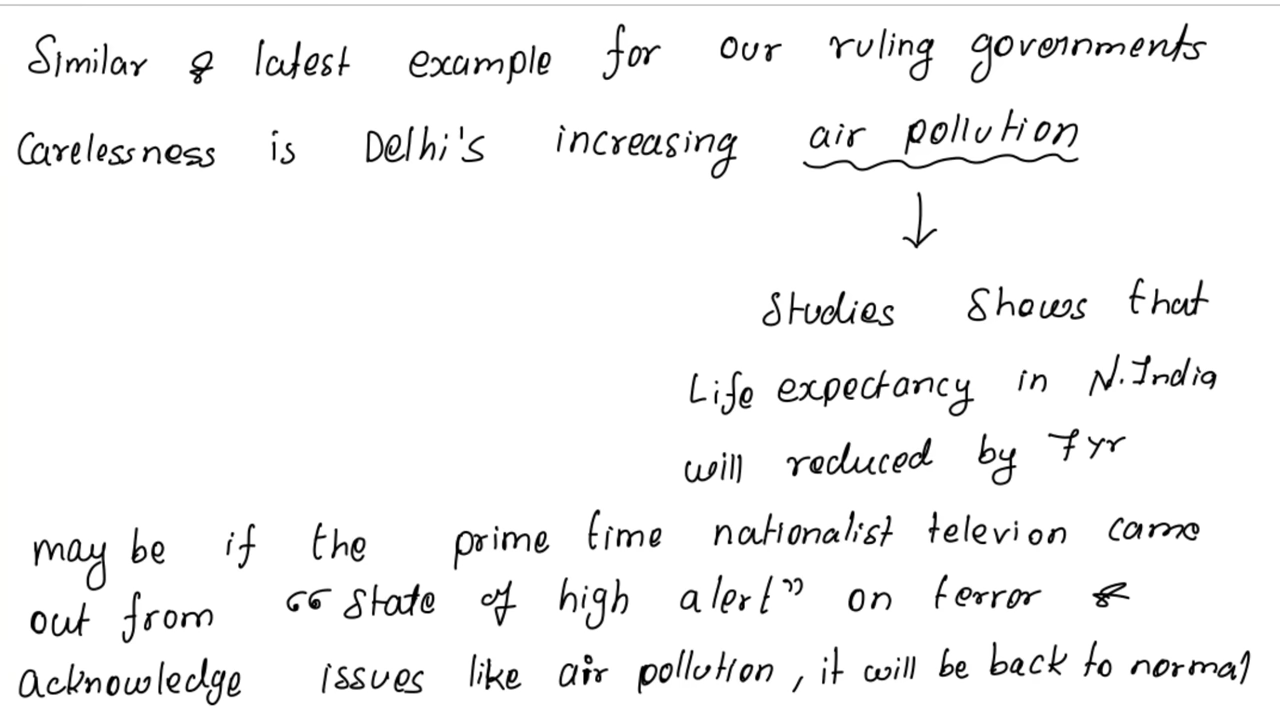 Similar & latest example for our ruling governments
Carelessness is Delhi's increasing air pollution
↓
Studies Shows that
Life expectancy in N.India
will reduced by 7yr
may be if the prime time nationalist televion came
out from “State of high alert” on terror &
acknowledge issues like air pollution, it will be back to normal